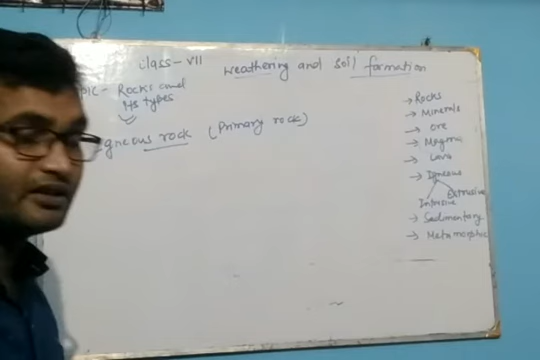 Class-VII
Weathering and Soil formation
pic- Rocks and
its types
gneous rock (Primary rock)
→ Rocks
→ Minerals
→ Ore
→ Magma
→ Lava
→ Igneous
Intrusive Extrusive
→ Sedimentary
→ Metamorphic